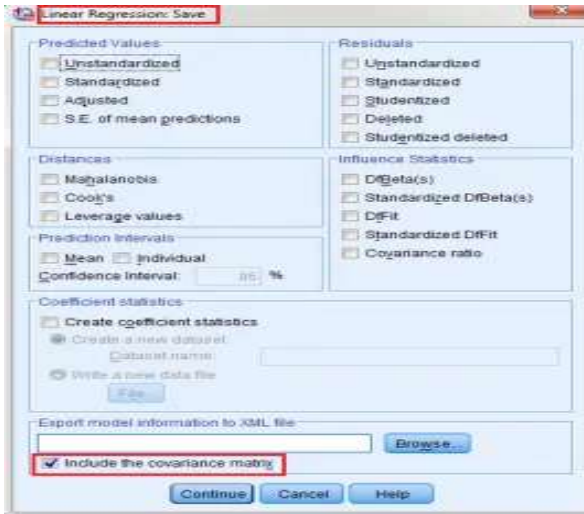 Linear Regression: Save
Predicted Values
Unstandardized
Standardized
Adjusted
S.E. of mean predictions
Residuals
Unstandardized
Standardized
Studentized
Deleted
Studentized deleted
Distances
Mahalanobis
Cook's
Leverage values
Influence Statistics
DfBeta(s)
Standardized DfBeta(s)
DfFit
Standardized DfFit
Covariance ratio
Prediction Intervals
Mean Individual
Confidence Interval: 95 %
Coefficient statistics
Create coefficient statistics
Create a new dataset
Dataset name:
Write a new data file
File...
Export model information to XML file
Browse...
Include the covariance matrix
Continue Cancel Help